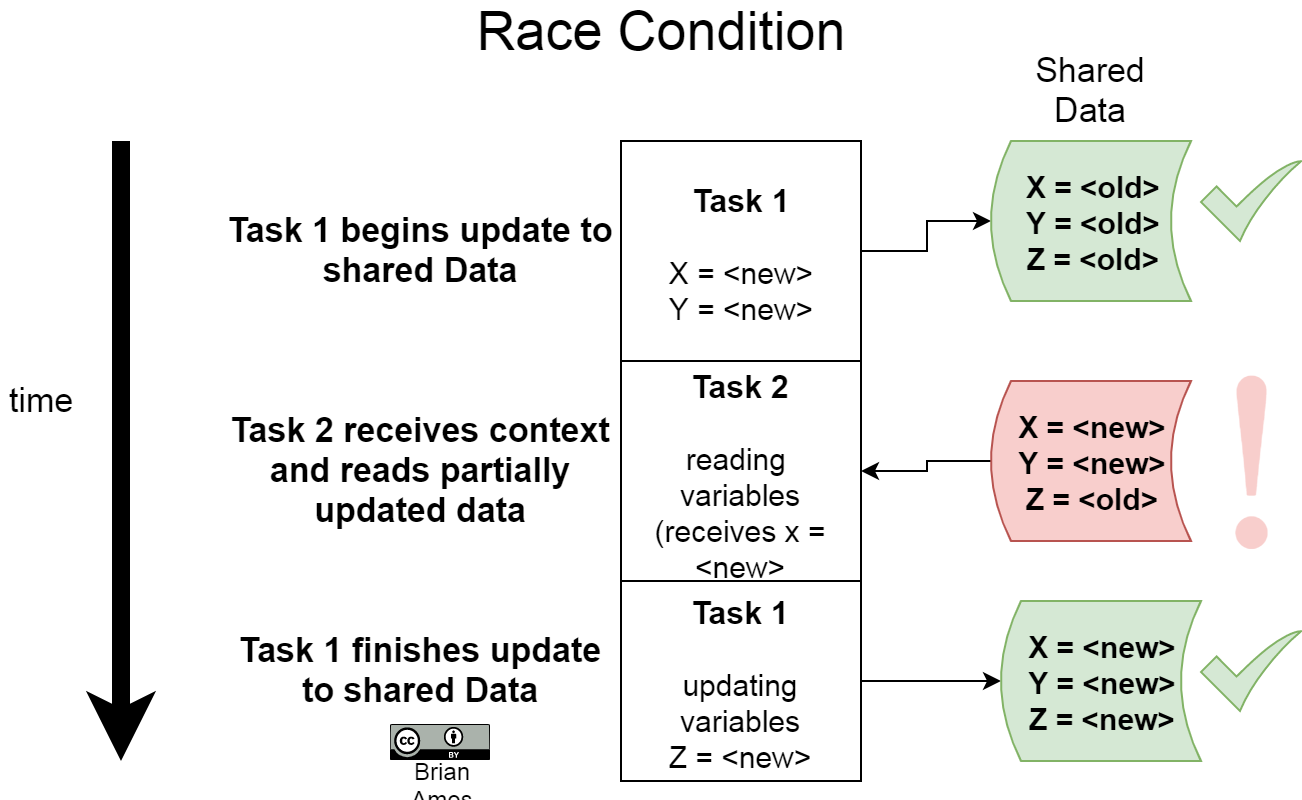 Race Condition
Shared
Data
time
Task 1 begins update to
shared Data
Task 1
X = <new>
Y = <new>
X = <old>
Y = <old>
Z = <old>
Task 2 receives context
and reads partially
updated data
Task 2
reading
variables
(receives x =
<new>
X = <new>
Y = <new>
Z = <old>
Task 1 finishes update
to shared Data
Task 1
updating
variables
Z = <new>
X = <new>
Y = <new>
Z = <new>
cc
BY
Brian
Amos